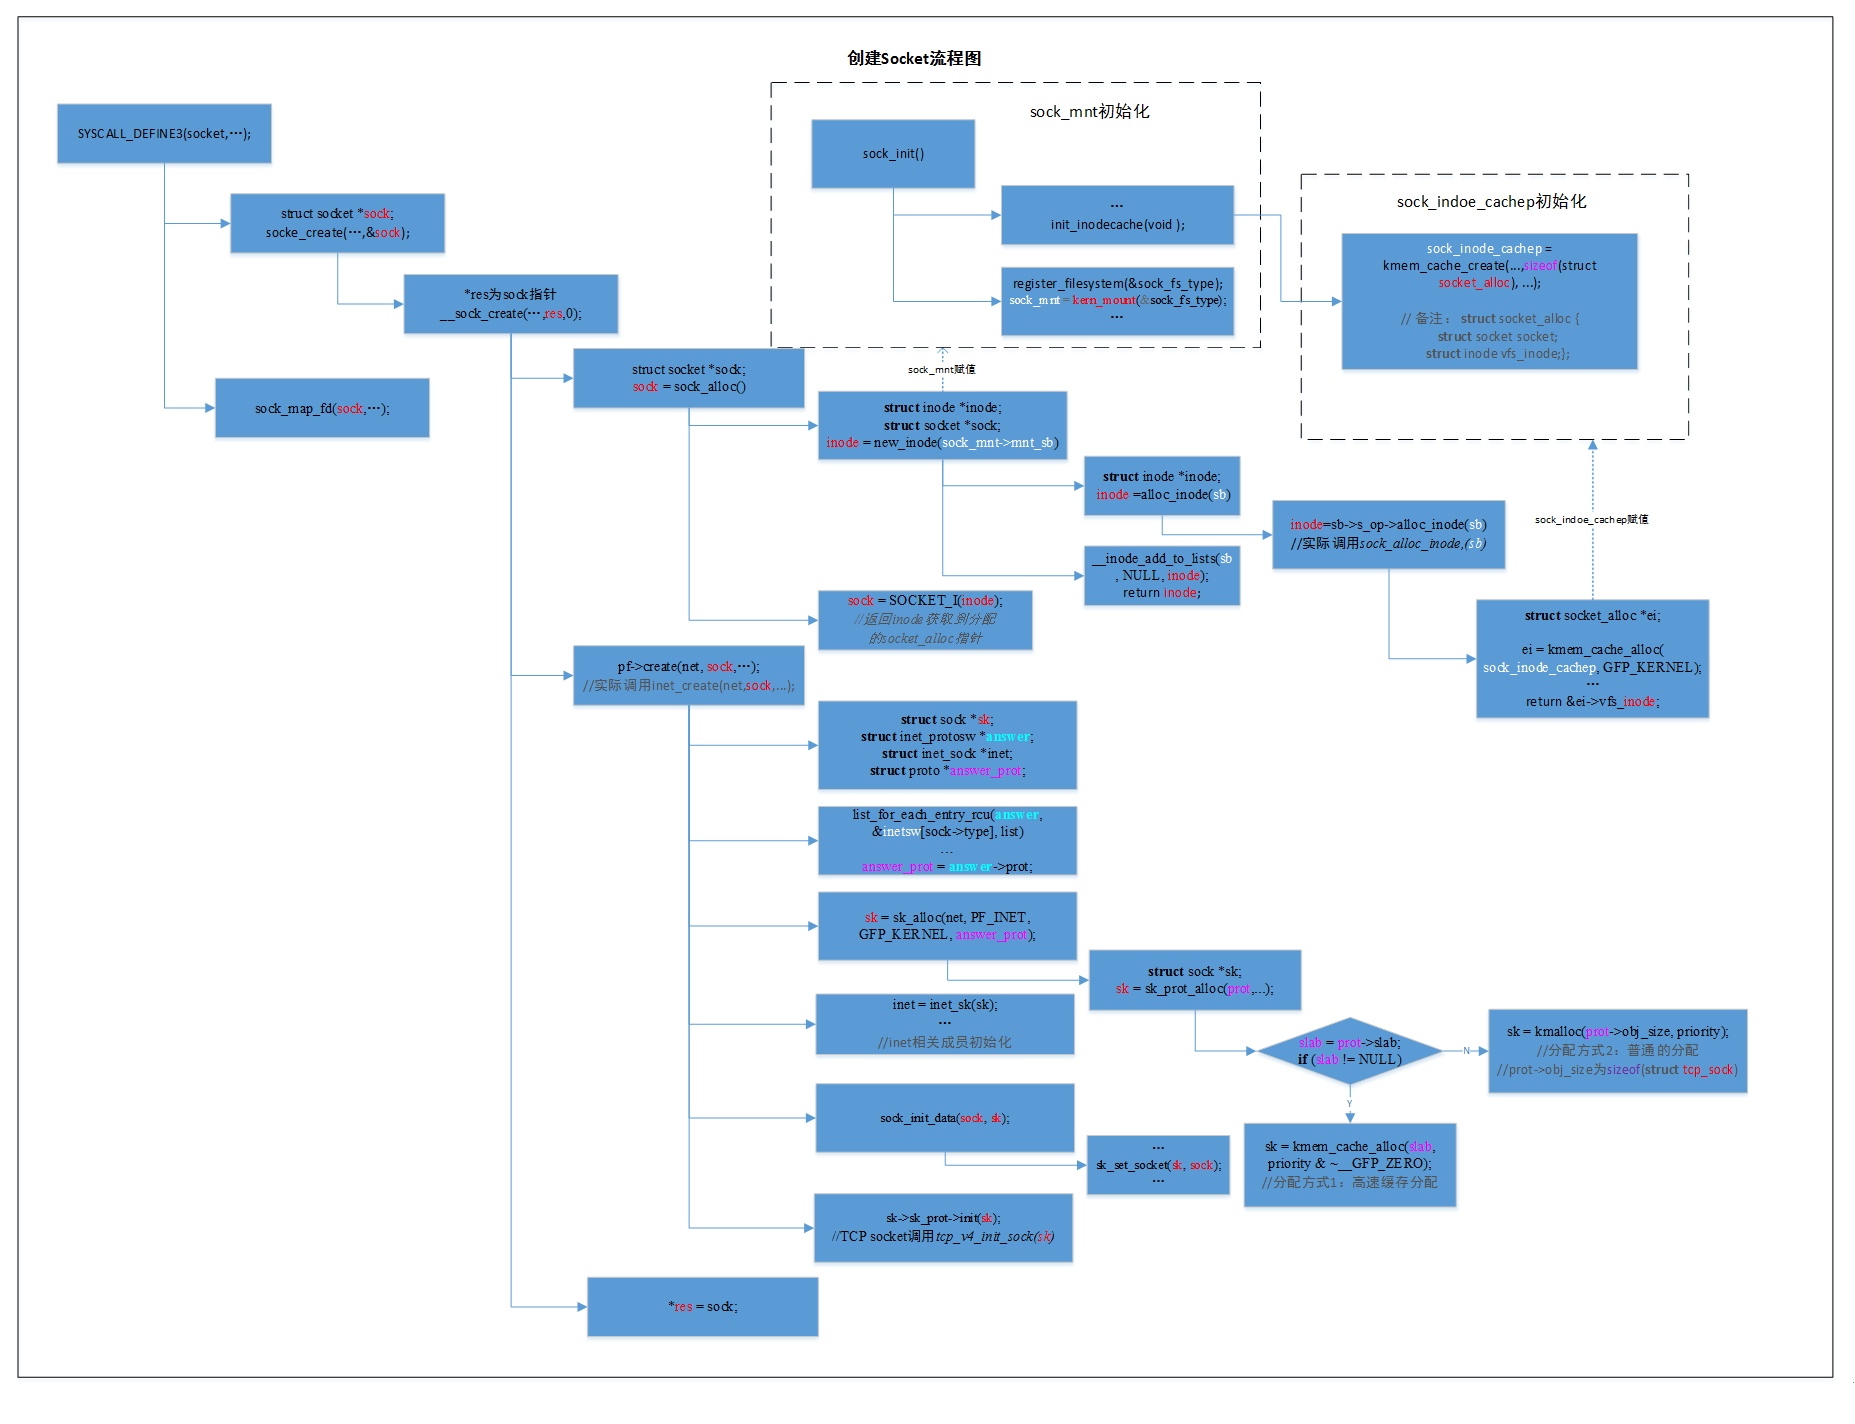 创建Socket流程图
SYSCALL_DEFINE3(socket,⋯);
struct socket *sock;
socke_create(⋯,&sock);
*res为sock指针
__sock_create(⋯,res,0);
sock_map_fd(sock,⋯);
sock_mnt初始化
sock_init()
⋯
init_inodecache(void );
register_filesystem(&sock_fs_type);
sock_mnt = kern_mount(&sock_fs_type);
⋯
sock_indoe_cachep初始化
sock_inode_cachep =
kmem_cache_create(...,sizeof(struct
socket_alloc), ...);
// 备注： struct socket_alloc {
struct socket socket;
struct inode vfs_inode;};
sock_mnt赋值
struct socket *sock;
sock = sock_alloc()
struct inode *inode;
struct socket *sock;
inode = new_inode(sock_mnt->mnt_sb)
struct inode *inode;
inode =alloc_inode(sb)
inode=sb->s_op->alloc_inode(sb)
//实际调用sock_alloc_inode,(sb)
sock_indoe_cachep赋值
__inode_add_to_lists(sb
, NULL, inode);
return inode;
struct socket_alloc *ei;
ei = kmem_cache_alloc(
sock_inode_cachep, GFP_KERNEL);
⋯
return &ei->vfs_inode;
sock = SOCKET_I(inode);
//返回inode获取到分配
的socket_alloc指针
pf->create(net, sock,⋯);
//实际调用inet_create(net,sock,...);
struct sock *sk;
struct inet_protosw *answer;
struct inet_sock *inet;
struct proto *answer_prot;
list_for_each_entry_rcu(answer,
&inetsw[sock->type], list)
...
answer_prot = answer->prot;
sk = sk_alloc(net, PF_INET,
GFP_KERNEL, answer_prot);
struct sock *sk;
sk = sk_prot_alloc(prot,...);
slab = prot->slab;
if (slab != NULL)
N
sk = kmalloc(prot->obj_size, priority);
//分配方式2：普通的分配
//prot->obj_size为sizeof(struct tcp_sock)
Y
sk = kmem_cache_alloc(slab,
priority & ~__GFP_ZERO);
//分配方式1：高速缓存分配
inet = inet_sk(sk);
⋯
//inet相关成员初始化
sock_init_data(sock, sk);
⋯
sk_set_socket(sk, sock);
⋯
sk->sk_prot->init(sk);
//TCP socket调用tcp_v4_init_sock(sk)
*res = sock;